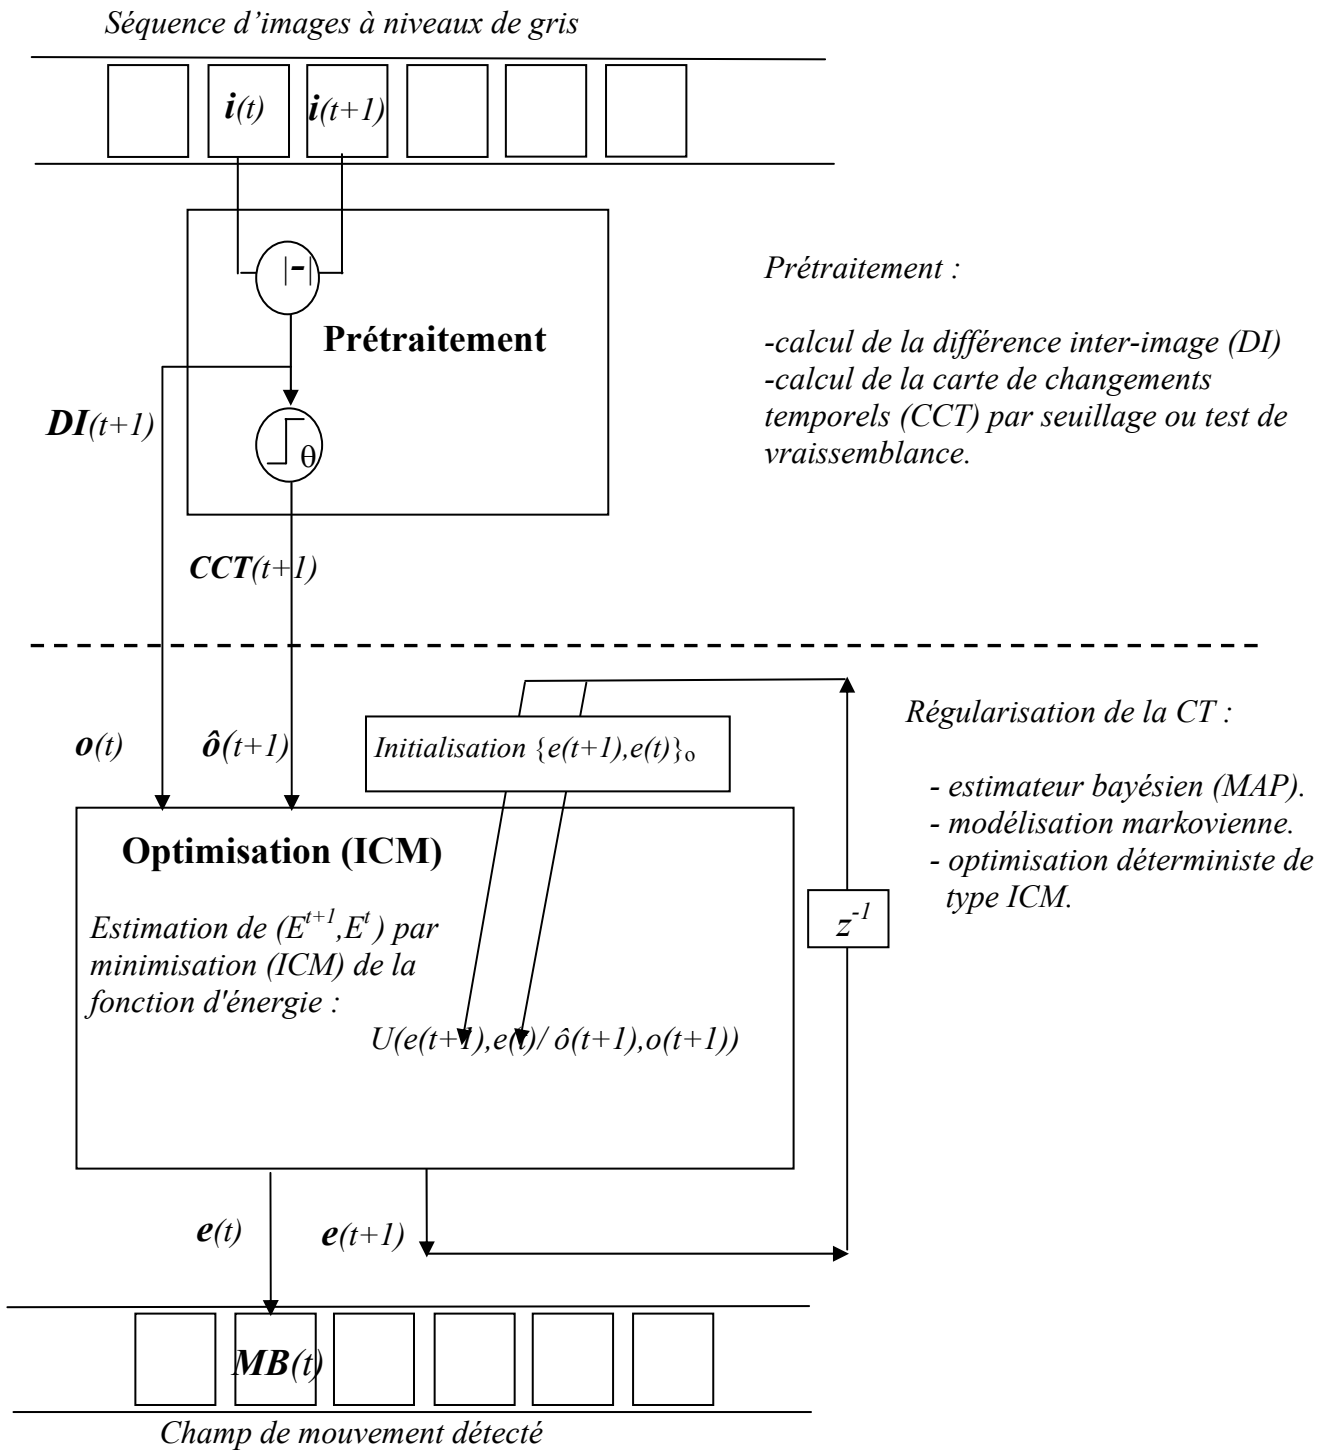 Séquence d’images à niveaux de gris
i(t)
i(t+1)
|-|
Prétraitement
θ
DI(t+1)
CCT(t+1)
Prétraitement :
-calcul de la différence inter-image (DI)
-calcul de la carte de changements
temporels (CCT) par seuillage ou test de
vraissemblance.
o(t)
ô(t+1)
Initialisation {e(t+1),e(t)}₀
Régularisation de la CT :
- estimateur bayésien (MAP).
- modélisation markovienne.
- optimisation déterministe de
type ICM.
Optimisation (ICM)
Estimation de (Eᵗ⁺¹,Eᵗ) par
minimisation (ICM) de la
fonction d'énergie :
U(e(t+1),e(t)/ ô(t+1),o(t+1))
z⁻¹
e(t)
e(t+1)
MB(t)
Champ de mouvement détecté